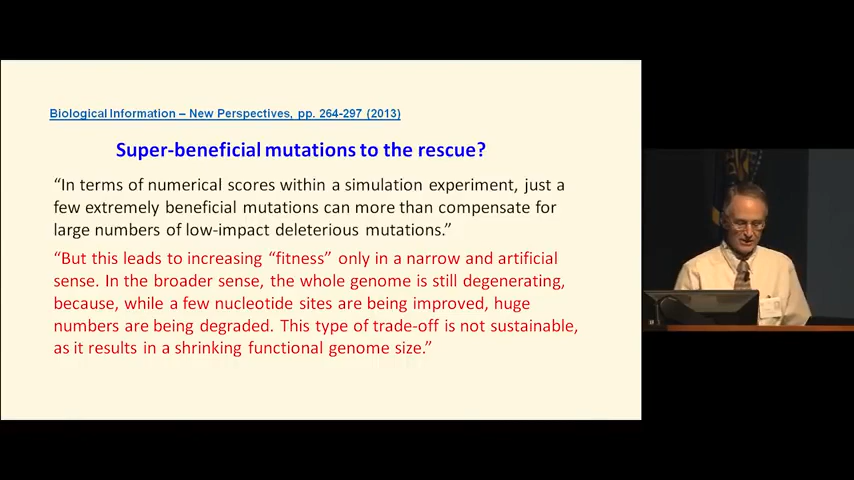 Biological Information – New Perspectives, pp. 264-297 (2013)
Super-beneficial mutations to the rescue?
“In terms of numerical scores within a simulation experiment, just a
few extremely beneficial mutations can more than compensate for
large numbers of low-impact deleterious mutations.”
“But this leads to increasing “fitness” only in a narrow and artificial
sense. In the broader sense, the whole genome is still degenerating,
because, while a few nucleotide sites are being improved, huge
numbers are being degraded. This type of trade-off is not sustainable,
as it results in a shrinking functional genome size.”